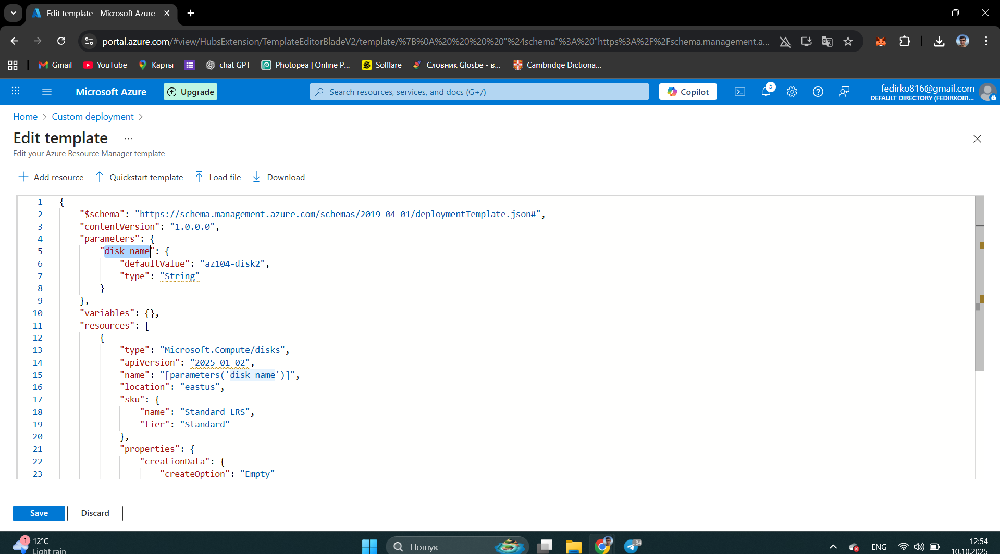 Edit template - Microsoft Azure
portal.azure.com/#view/HubsExtension/TemplateEditorBladeV2/template/%7B%0A%20%20%20%20"%24schema"%3A%20"https%3A%2F%2Fschema.management.a...
Gmail YouTube Карты chat GPT Photopea | Online P... Solflare Словник Glosbe - в... Cambridge Dictiona...
Microsoft Azure Upgrade Search resources, services, and docs (G+/) Copilot 5 fedirko816@gmail.com
DEFAULT DIRECTORY (FEDIRKO81...
Home > Custom deployment >
Edit template ...
Edit your Azure Resource Manager template
Add resource Quickstart template Load file Download
1 {
2 "$schema": "https://schema.management.azure.com/schemas/2019-04-01/deploymentTemplate.json#",
3 "contentVersion": "1.0.0.0",
4 "parameters": {
5 "disk_name": {
6 "defaultValue": "az104-disk2",
7 "type": "String"
8 }
9 },
10 "variables": {},
11 "resources": [
12 {
13 "type": "Microsoft.Compute/disks",
14 "apiVersion": "2025-01-02",
15 "name": "[parameters('disk_name')]",
16 "location": "eastus",
17 "sku": {
18 "name": "Standard_LRS",
19 "tier": "Standard"
20 },
21 "properties": {
22 "creationData": {
23 "createOption": "Empty"
Save Discard
1 12°C
Light rain
Пошук
34
ENG
12:54
10.10.2025